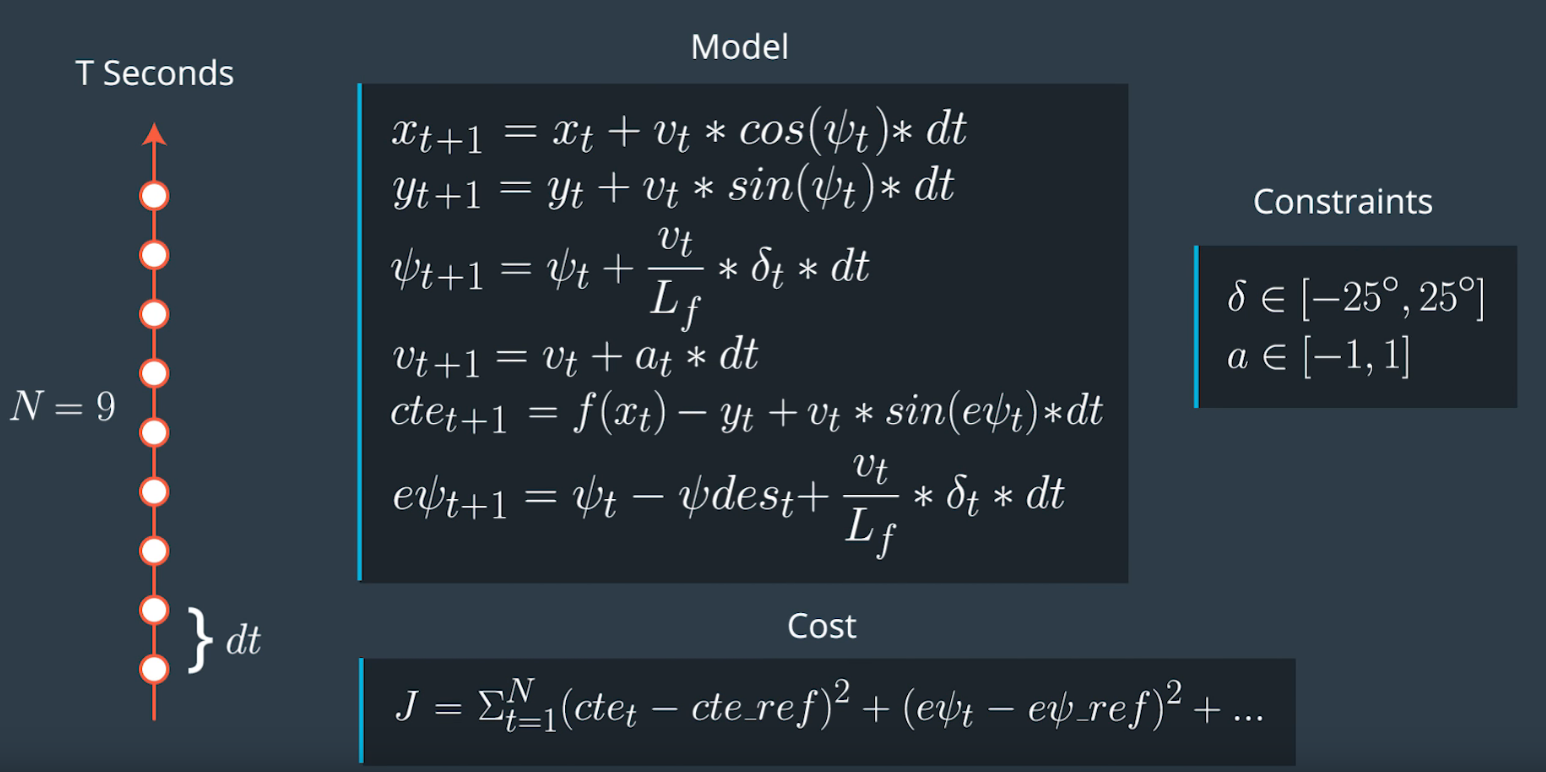 T Seconds
N = 9
} dt
Model
x_{t+1} = x_t + v_t * cos(ψ_t) * dt
y_{t+1} = y_t + v_t * sin(ψ_t) * dt
ψ_{t+1} = ψ_t + \frac{v_t}{L_f} * δ_t * dt
v_{t+1} = v_t + a_t * dt
cte_{t+1} = f(x_t) − y_t + v_t * sin(eψ_t) * dt
eψ_{t+1} = ψ_t − ψdes_t + \frac{v_t}{L_f} * δ_t * dt
Constraints
δ ∈ [−25°, 25°]
a ∈ [−1, 1]
Cost
J = Σ_{t=1}^{N} (cte_t − cte_ref)^2 + (eψ_t − eψ_ref)^2 + ...